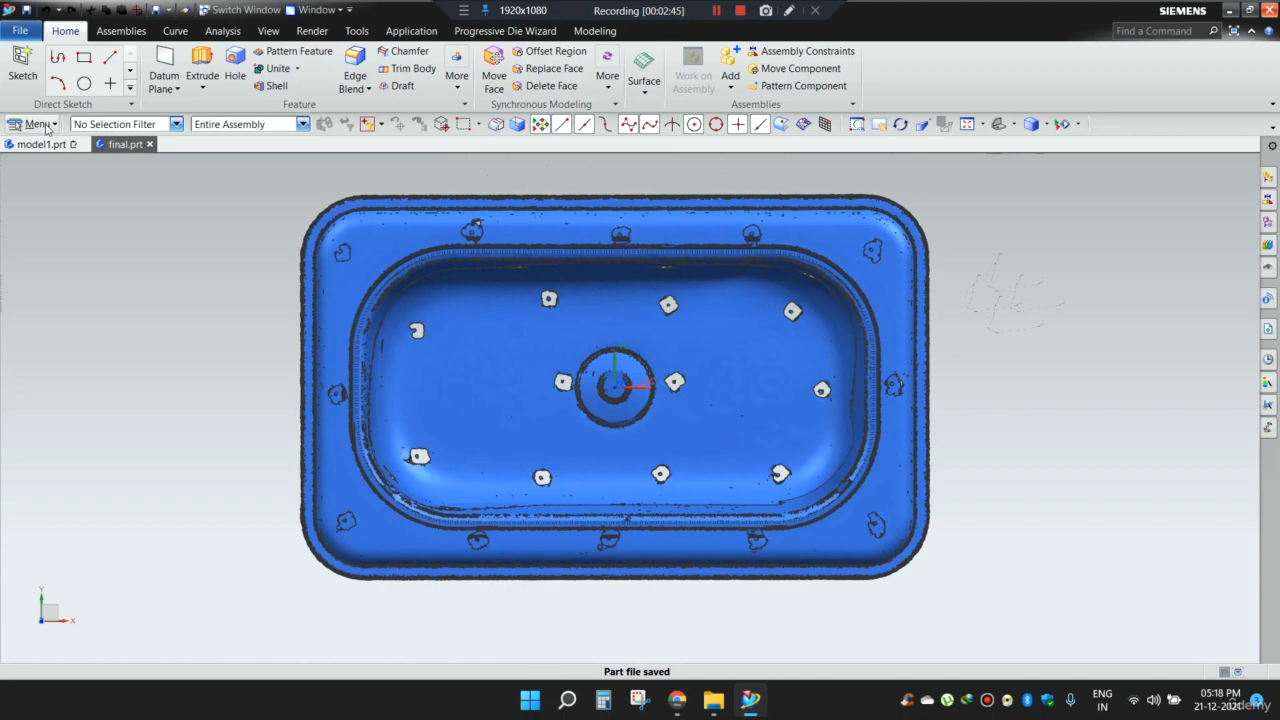 Switch Window Window 1920x1080 Recording [00:02:45] SIEMENS
File Home Assemblies Curve Analysis View Render Tools Application Progressive Die Wizard Modeling Find a Command
Pattern Feature Chamfer Offset Region Assembly Constraints
Unite Trim Body Replace Face Move Component
Shell Draft Delete Face Pattern Component
Sketch Datum Plane Extrude Hole Edge Blend More Move Face More Surface Work on Assembly Add
Direct Sketch Feature Synchronous Modeling Assemblies
Menu No Selection Filter Entire Assembly
model1.prt final.prt
Y
X
Part file saved
ENG
IN
05:18 PM
21-12-2021
Udemy